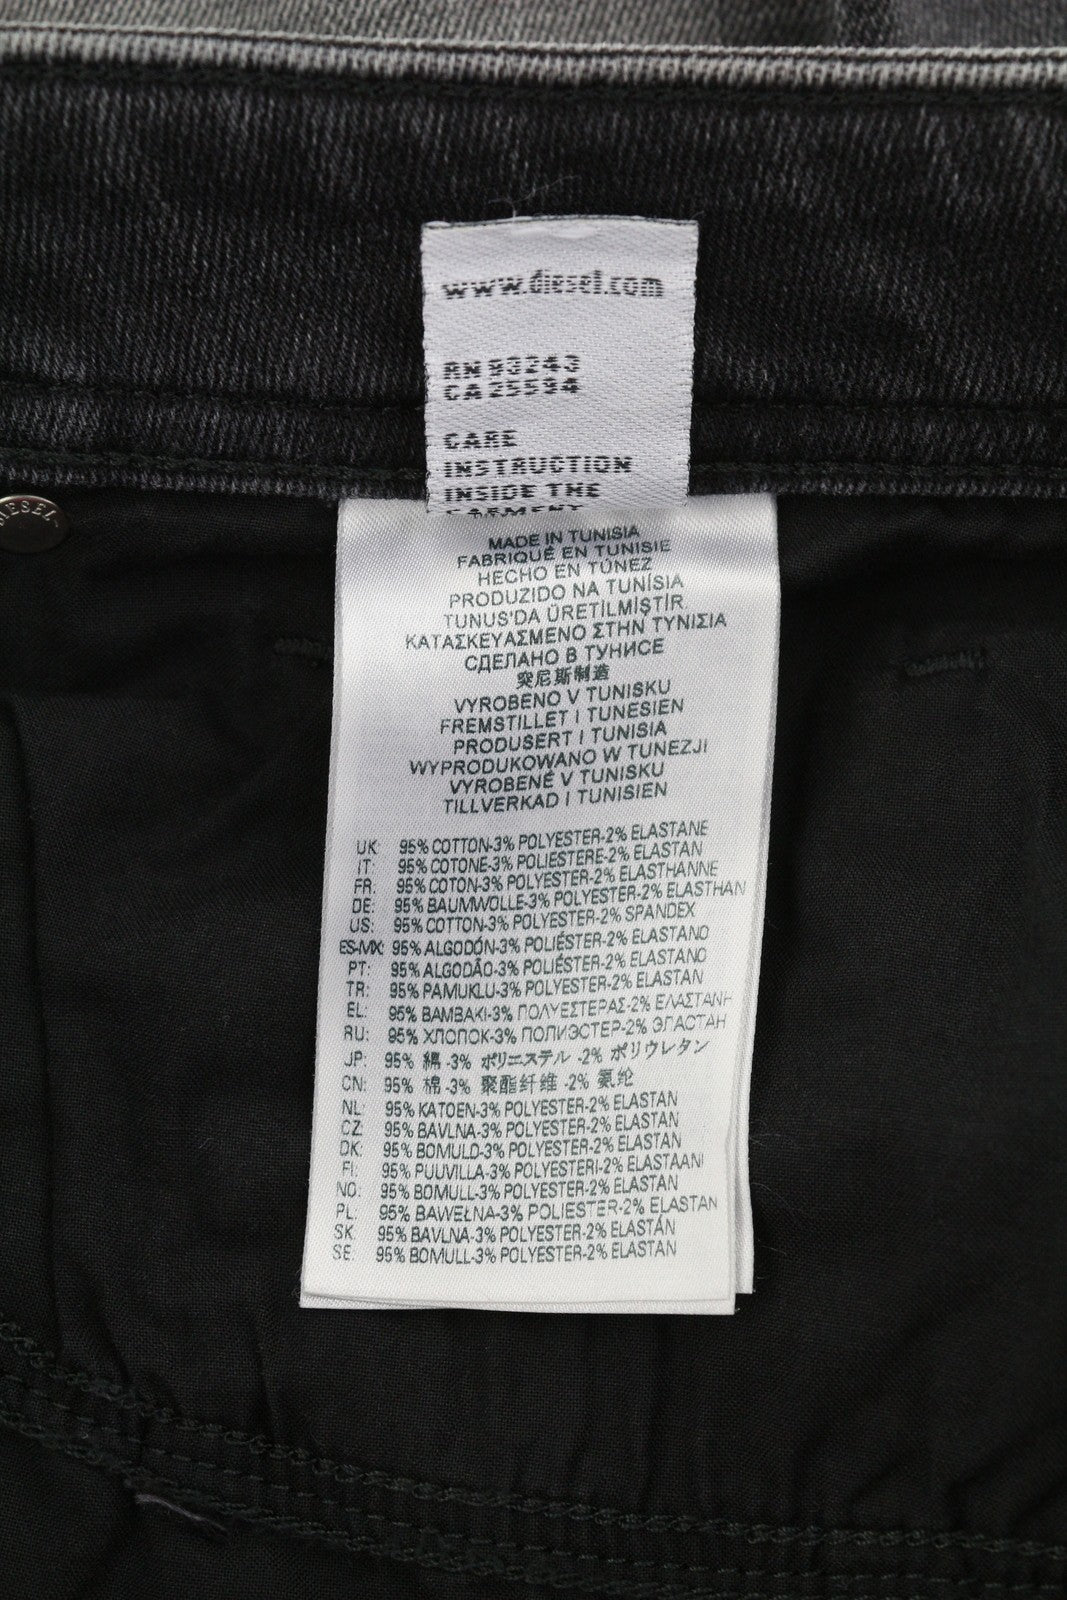 www.diesel.com
RN 93243
CA 25594
CARE
INSTRUCTION
INSIDE THE
GARMENT
DIESEL
MADE IN TUNISIA
FABRIQUÉ EN TUNISIE
HECHO EN TÚNEZ
PRODUZIDO NA TUNÍSIA
TUNUS'DA ÜRETİLMİŞTİR
ΚΑΤΑΣΚΕΥΑΣΜΕΝΟ ΣΤΗΝ ΤΥΝΙΣΙΑ
СДЕЛАНО В ТУНИСЕ
突尼斯制造
VYROBENO V TUNISKU
FREMSTILLET I TUNESIEN
PRODUSERT I TUNISIA
WYPRODUKOWANO W TUNEZJI
VYROBENÉ V TUNISKU
TILLVERKAD I TUNISIEN
UK: 95% COTTON-3% POLYESTER-2% ELASTANE
IT: 95% COTONE-3% POLIESTERE-2% ELASTAN
FR: 95% COTON-3% POLYESTER-2% ELASTHANNE
DE: 95% BAUMWOLLE-3% POLYESTER-2% ELASTHAN
US: 95% COTTON-3% POLYESTER-2% SPANDEX
ES-MX: 95% ALGODÓN-3% POLIÉSTER-2% ELASTANO
PT: 95% ALGODÃO-3% POLIÉSTER-2% ELASTANO
TR: 95% PAMUKLU-3% POLYESTER-2% ELASTAN
EL: 95% ΒΑΜΒΑΚΙ-3% ΠΟΛΥΕΣΤΕΡΑΣ-2% ΕΛΑΣΤΑΝΗ
RU: 95% ХЛОПОК-3% ПОЛИЭСТЕР-2% ЭЛАСТАН
JP: 95% 綿 -3% ポリエステル -2% ポリウレタン
CN: 95% 棉 -3% 聚酯纤维 -2% 氨纶
NL: 95% KATOEN-3% POLYESTER-2% ELASTAN
CZ: 95% BAVLNA-3% POLYESTER-2% ELASTAN
DK: 95% BOMULD-3% POLYESTER-2% ELASTAN
FI: 95% PUUVILLA-3% POLYESTERI-2% ELASTAANI
NO: 95% BOMULL-3% POLYESTER-2% ELASTAN
PL: 95% BAWEŁNA-3% POLIESTER-2% ELASTAN
SK: 95% BAVLNA-3% POLYESTER-2% ELASTÁN
SE: 95% BOMULL-3% POLYESTER-2% ELASTAN